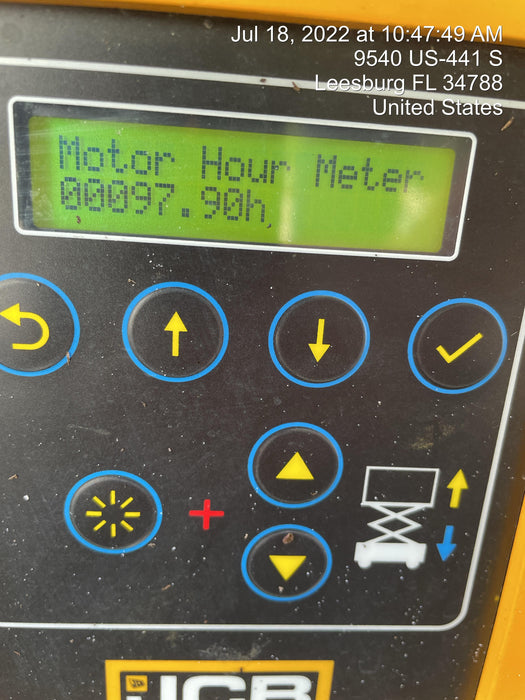 Jul 18, 2022 at 10:47:49 AM
9540 US-441 S
Leesburg FL 34788
United States
Motor Hour Meter
00097.90h
JCB